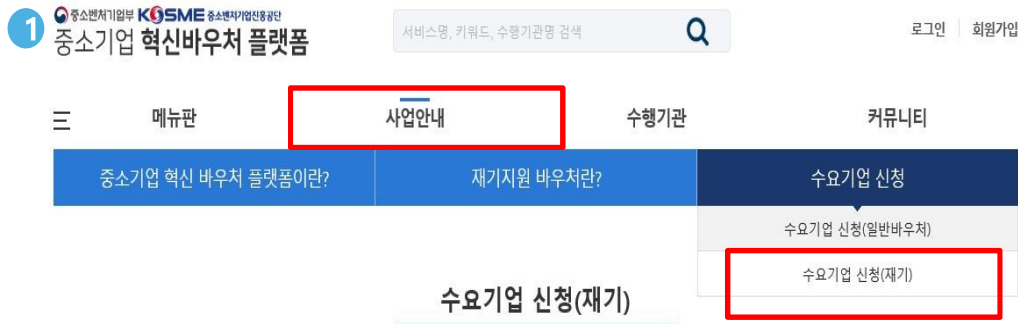 1
중소벤처기업부 KOSME 중소벤처기업진흥공단
중소기업 혁신바우처 플랫폼
서비스명, 키워드, 수행기관명 검색
로그인 회원가입
메뉴판 사업안내 수행기관 커뮤니티
중소기업 혁신 바우처 플랫폼이란? 재기지원 바우처란? 수요기업 신청
수요기업 신청(일반바우처)
수요기업 신청(재기)
수요기업 신청(재기)